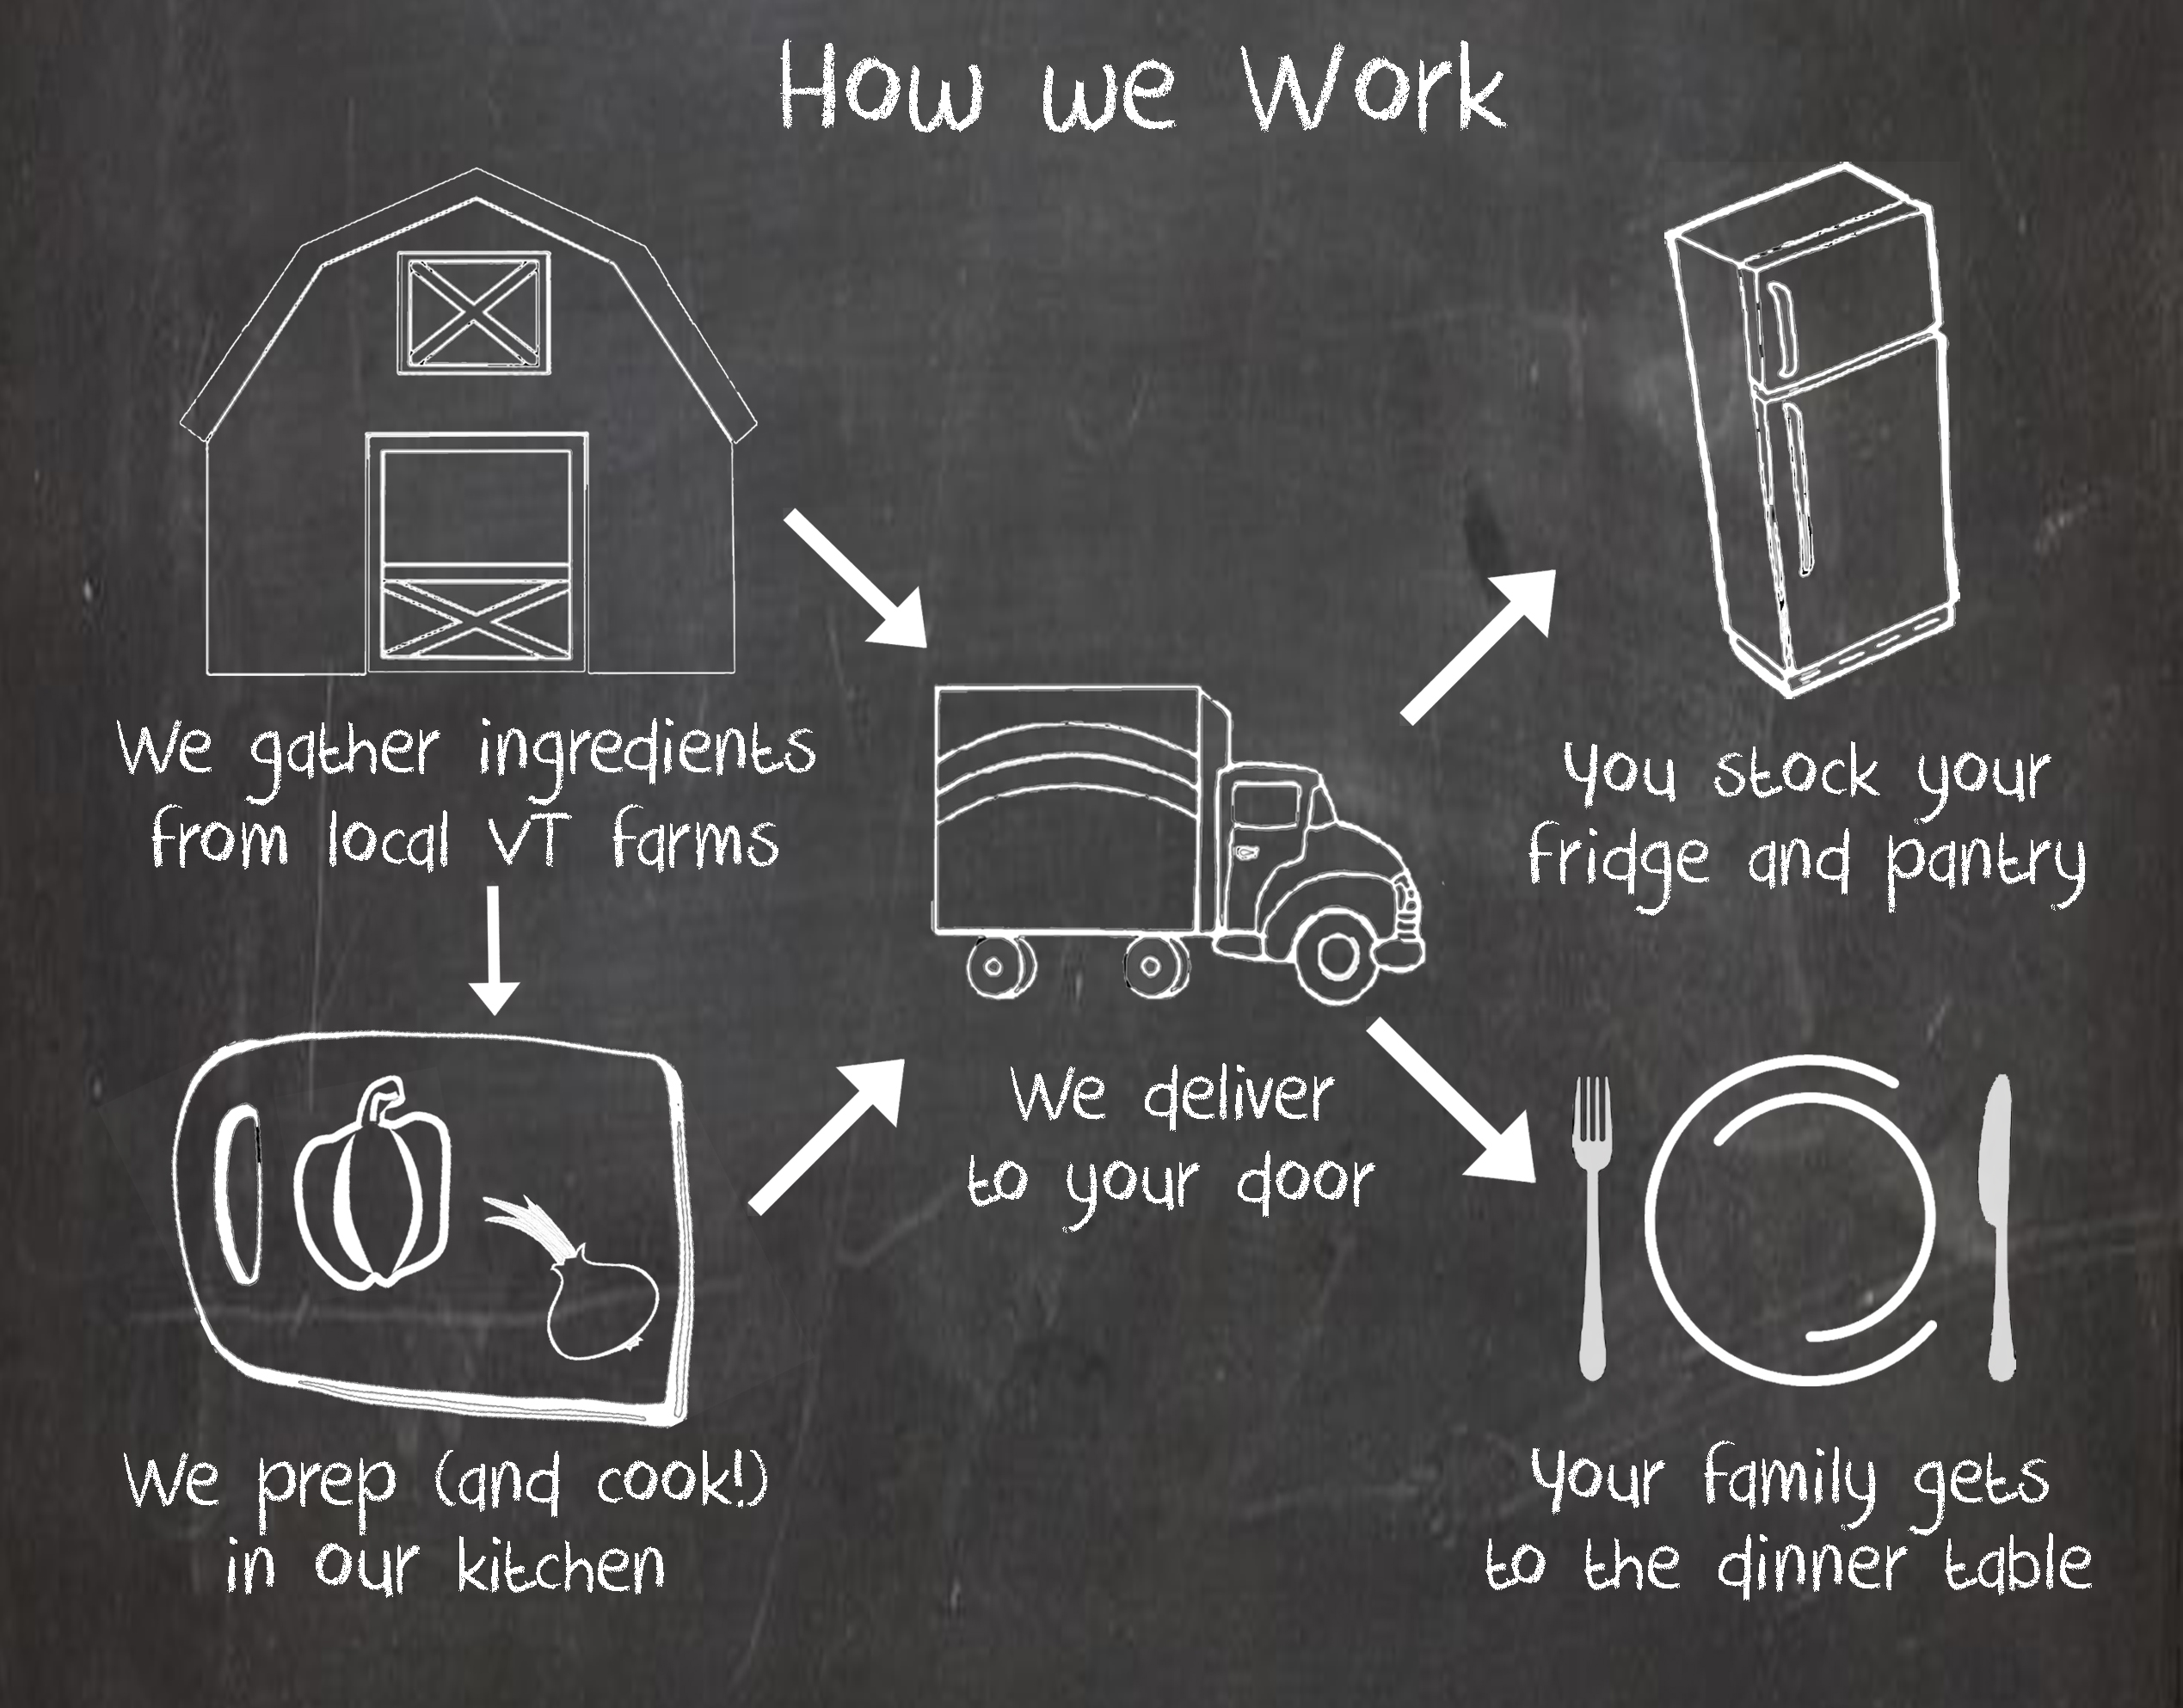 How we Work
We gather ingredients
from local VT farms
You stock your
fridge and pantry
We deliver
to your door
We prep (and cook!)
in our kitchen
Your family gets
to the dinner table